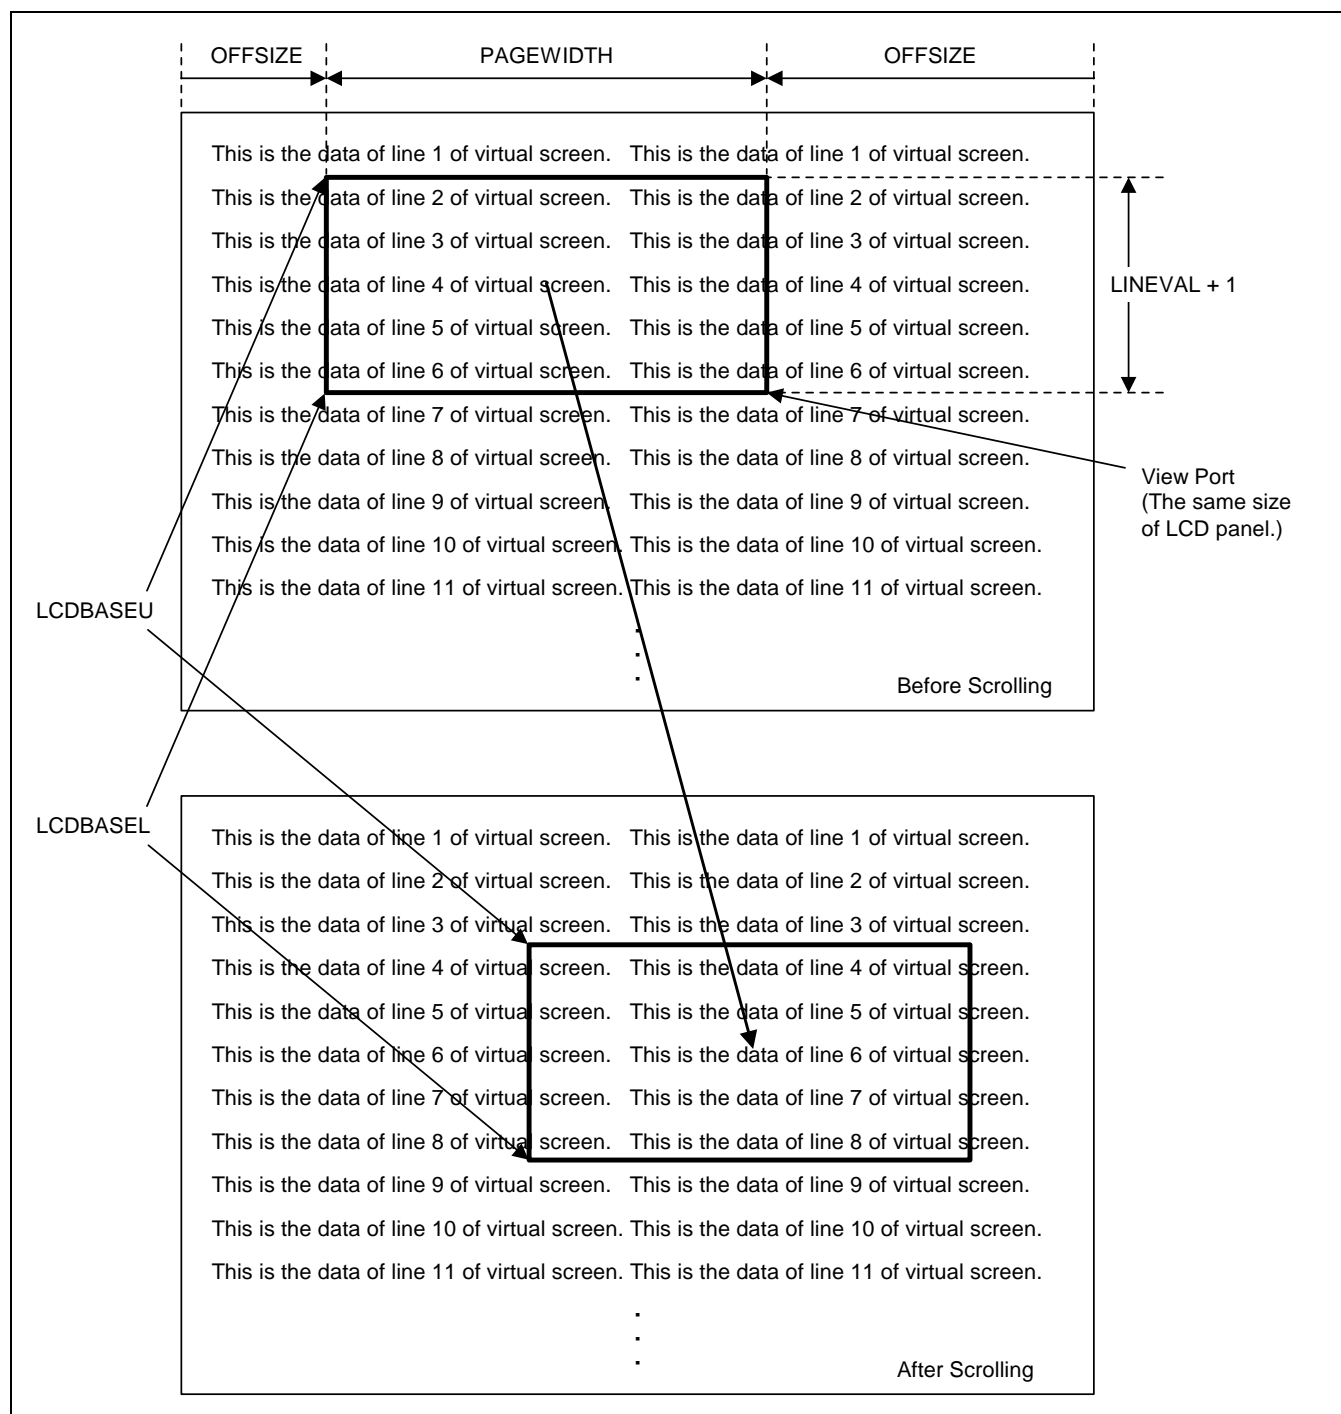 OFFSIZE PAGEWIDTH OFFSIZE
This is the data of line 1 of virtual screen. This is the data of line 1 of virtual screen.
This is the data of line 2 of virtual screen. This is the data of line 2 of virtual screen.
This is the data of line 3 of virtual screen. This is the data of line 3 of virtual screen.
This is the data of line 4 of virtual screen. This is the data of line 4 of virtual screen.
LINEVAL + 1
This is the data of line 5 of virtual screen. This is the data of line 5 of virtual screen.
This is the data of line 6 of virtual screen. This is the data of line 6 of virtual screen.
This is the data of line 7 of virtual screen. This is the data of line 7 of virtual screen.
This is the data of line 8 of virtual screen. This is the data of line 8 of virtual screen.
View Port
(The same size
of LCD panel.)
This is the data of line 9 of virtual screen. This is the data of line 9 of virtual screen.
This is the data of line 10 of virtual screen. This is the data of line 10 of virtual screen.
This is the data of line 11 of virtual screen. This is the data of line 11 of virtual screen.
LCDBASEU
.
.
.
Before Scrolling
LCDBASEL
This is the data of line 1 of virtual screen. This is the data of line 1 of virtual screen.
This is the data of line 2 of virtual screen. This is the data of line 2 of virtual screen.
This is the data of line 3 of virtual screen. This is the data of line 3 of virtual screen.
This is the data of line 4 of virtual screen. This is the data of line 4 of virtual screen.
This is the data of line 5 of virtual screen. This is the data of line 5 of virtual screen.
This is the data of line 6 of virtual screen. This is the data of line 6 of virtual screen.
This is the data of line 7 of virtual screen. This is the data of line 7 of virtual screen.
This is the data of line 8 of virtual screen. This is the data of line 8 of virtual screen.
This is the data of line 9 of virtual screen. This is the data of line 9 of virtual screen.
This is the data of line 10 of virtual screen. This is the data of line 10 of virtual screen.
This is the data of line 11 of virtual screen. This is the data of line 11 of virtual screen.
.
.
.
After Scrolling